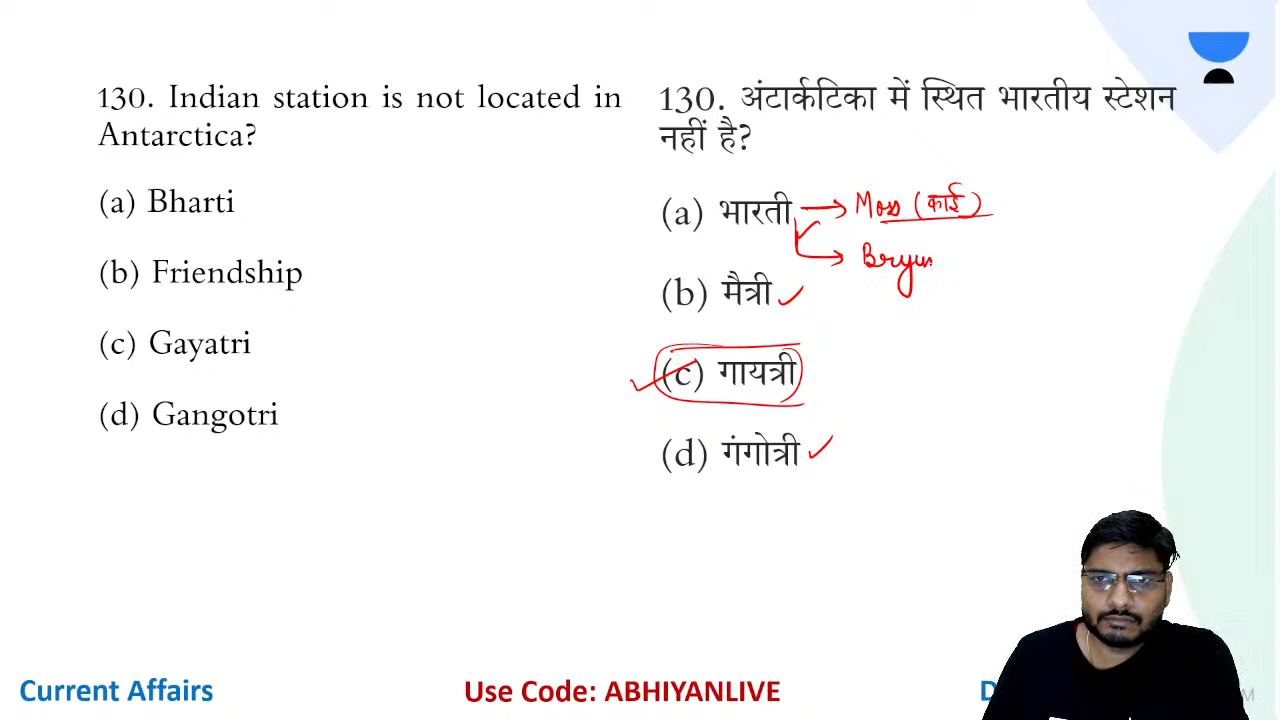 130. Indian station is not located in
Antarctica?
(a) Bharti
(b) Friendship
(c) Gayatri
(d) Gangotri
130. अंटार्कटिका में स्थित भारतीय स्टेशन
नहीं है?
(a) भारती → Moss (काई)
→ Bryum
(b) मैत्री
(c) गायत्री
(d) गंगोत्री
Current Affairs
Use Code: ABHIYANLIVE